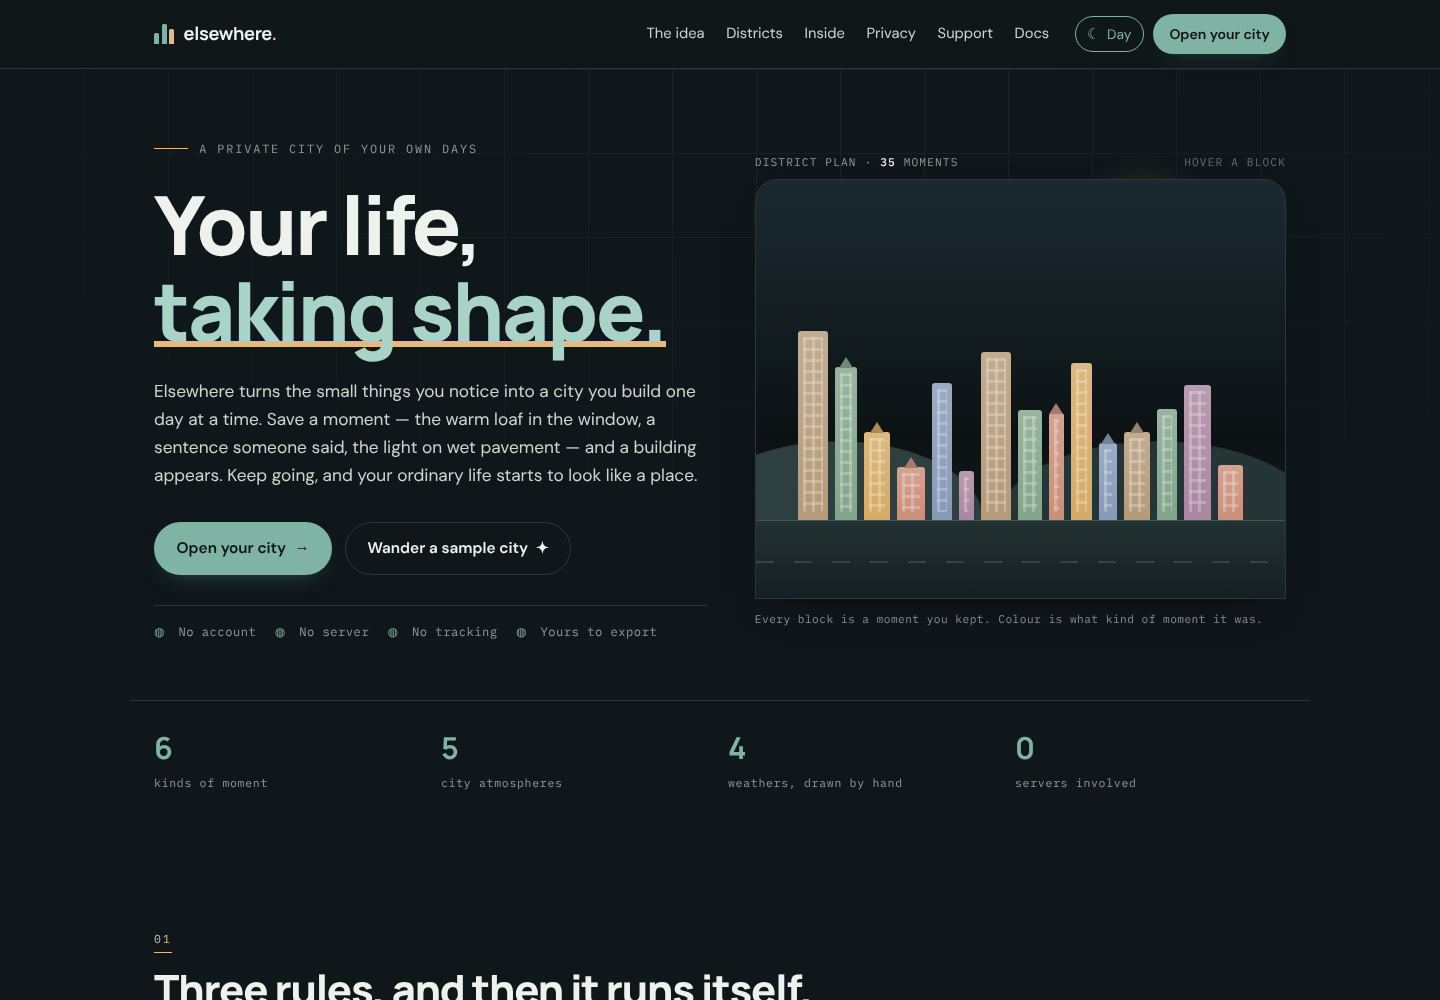 elsewhere.
The idea Districts Inside Privacy Support Docs ☾ Day Open your city
A PRIVATE CITY OF YOUR OWN DAYS
Your life,
taking shape.
Elsewhere turns the small things you notice into a city you build one
day at a time. Save a moment — the warm loaf in the window, a
sentence someone said, the light on wet pavement — and a building
appears. Keep going, and your ordinary life starts to look like a place.
Open your city → Wander a sample city ✦
◍ No account ◍ No server ◍ No tracking ◍ Yours to export
DISTRICT PLAN · 35 MOMENTS HOVER A BLOCK
Every block is a moment you kept. Colour is what kind of moment it was.
6
kinds of moment
5
city atmospheres
4
weathers, drawn by hand
0
servers involved
01
Three rules, and then it runs itself.